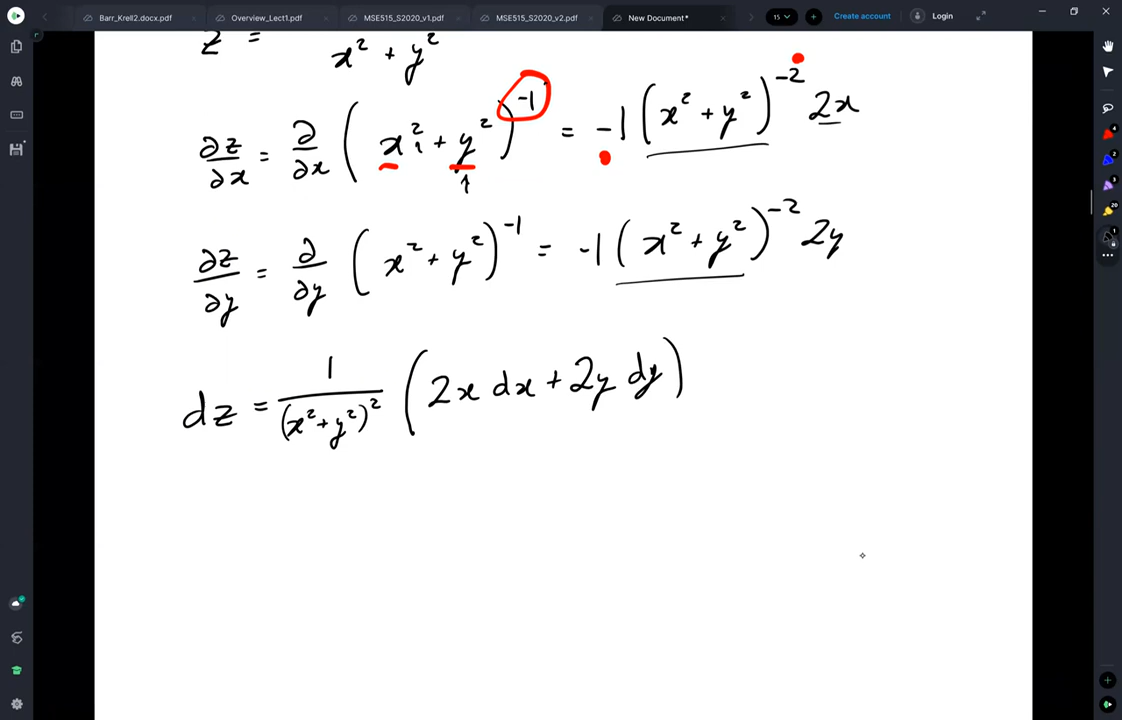 Barr_Krell2.docx.pdf Overview_Lect1.pdf MSE515_S2020_v1.pdf MSE515_S2020_v2.pdf New Document* 15 Create account Login
z = x² + y²
∂z/∂x = ∂/∂x (x² + y²)⁻¹ = -1 (x² + y²)⁻² 2x
∂z/∂y = ∂/∂y (x² + y²)⁻¹ = -1 (x² + y²)⁻² 2y
dz = 1/(x²+y²)² (2x dx + 2y dy)